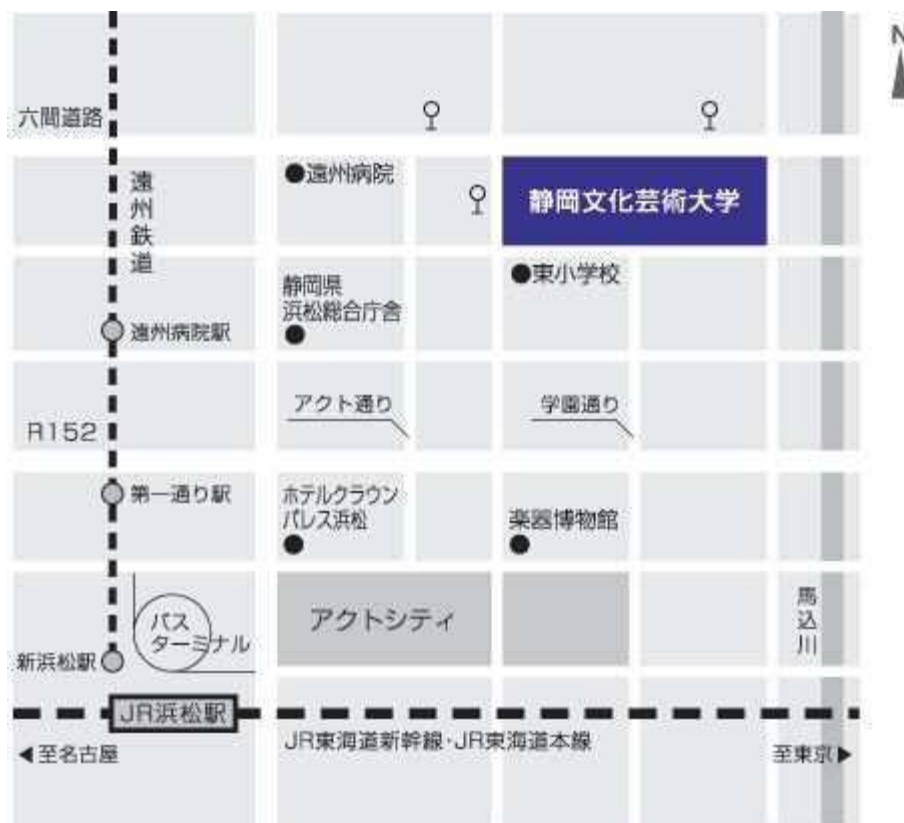 N
六間道路
遠州鉄道
●遠州病院
静岡文化芸術大学
静岡県
浜松総合庁舎
●東小学校
遠州病院駅
アクト通り
学園通り
R152
第一通り駅
ホテルクラウン
パレス浜松
楽器博物館
バス
ターミナル
アクトシティ
馬込川
新浜松駅
JR浜松駅
JR東海道新幹線・JR東海道本線
◀至名古屋
至東京▶